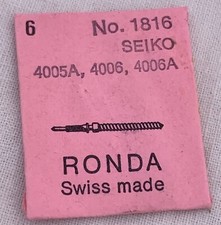 6
No. 1816
SEIKO
4005A, 4006, 4006A
RONDA
Swiss made